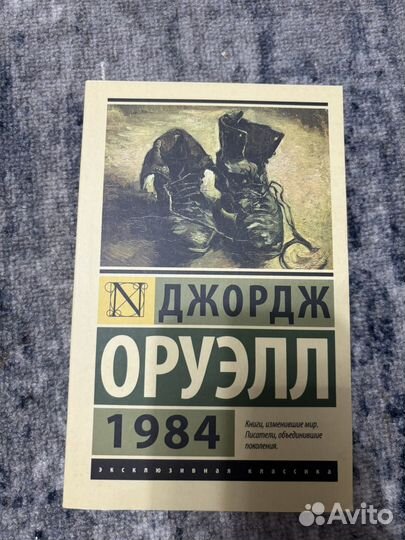 N
ДЖОРДЖ
ОРУЭЛЛ
1984
Книги, изменившие мир.
Писатели, объединившие
поколения.
эксклюзивная классика
Avito